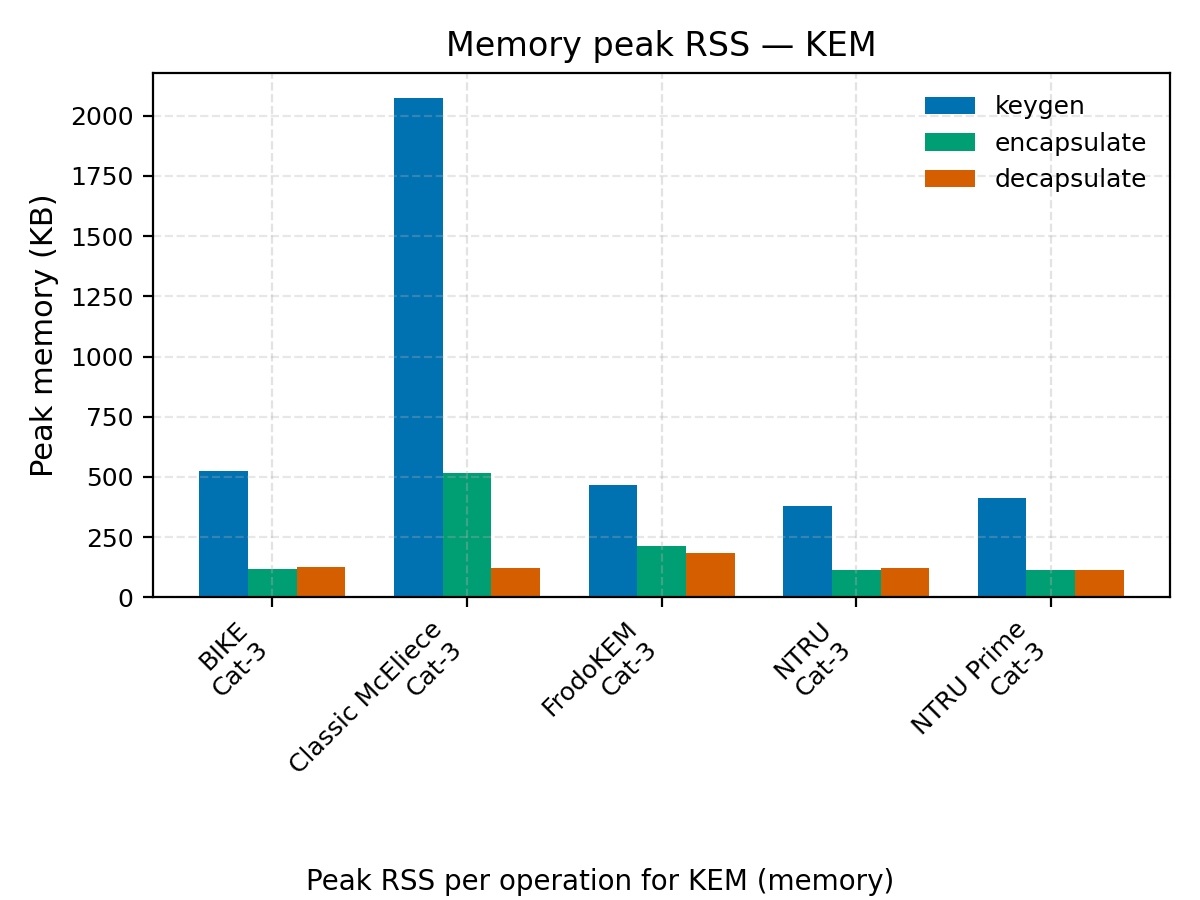 Memory peak RSS — KEM
Peak memory (KB)
2000
1750
1500
1250
1000
750
500
250
0
keygen
encapsulate
decapsulate
BIKE
Cat-3
Classic McEliece
Cat-3
FrodoKEM
Cat-3
NTRU
Cat-3
NTRU Prime
Cat-3
Peak RSS per operation for KEM (memory)